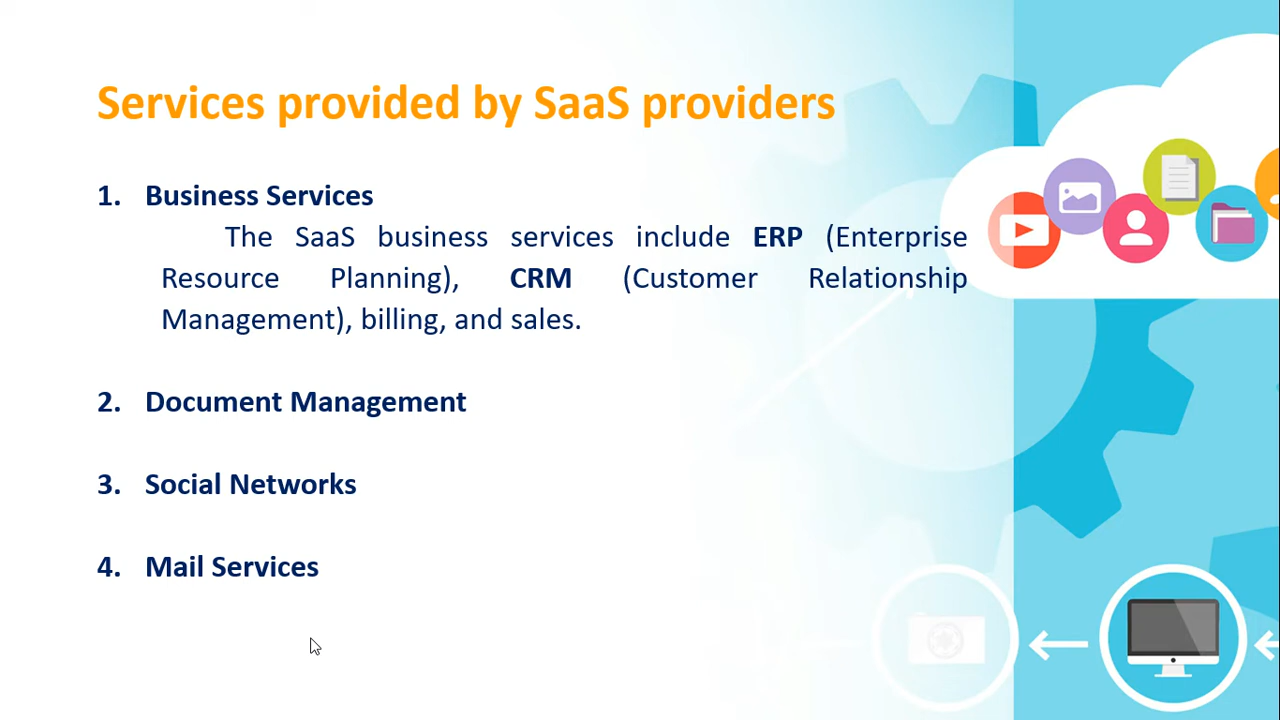 Services provided by SaaS providers
1. Business Services
The SaaS business services include ERP (Enterprise
Resource Planning), CRM (Customer Relationship
Management), billing, and sales.
2. Document Management
3. Social Networks
4. Mail Services